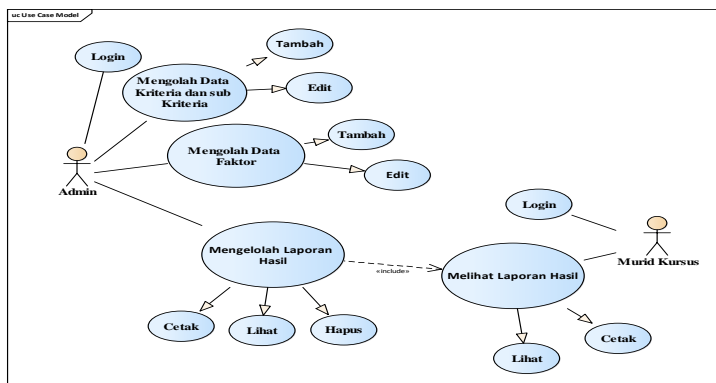 uc Use Case Model
Tambah
Login
Mengolah Data
Kriteria dan sub
Kriteria
Edit
Mengolah Data
Faktor
Tambah
Edit
Admin
Login
Murid Kursus
Mengelolah Laporan
Hasil
«include»
Melihat Laporan Hasil
Cetak
Lihat
Hapus
Lihat
Cetak